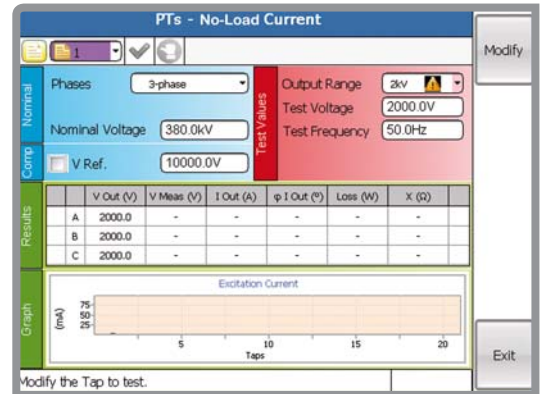 PTs - No-Load Current
1
Modify
Nominal
Phases 3-phase
Nominal Voltage 380.0kV
Test Values
Output Range 2kV
Test Voltage 2000.0V
Test Frequency 50.0Hz
Comp
V Ref. 10000.0V
Results
V Out (V) V Meas (V) I Out (A) φ I Out (º) Loss (W) X (Ω)
A 2000.0 - - - - -
B 2000.0 - - - - -
C 2000.0 - - - - -
Graph
Excitation Current
(mA)
75
50
25
5 10 15 20
Taps
Exit
Modify the Tap to test.